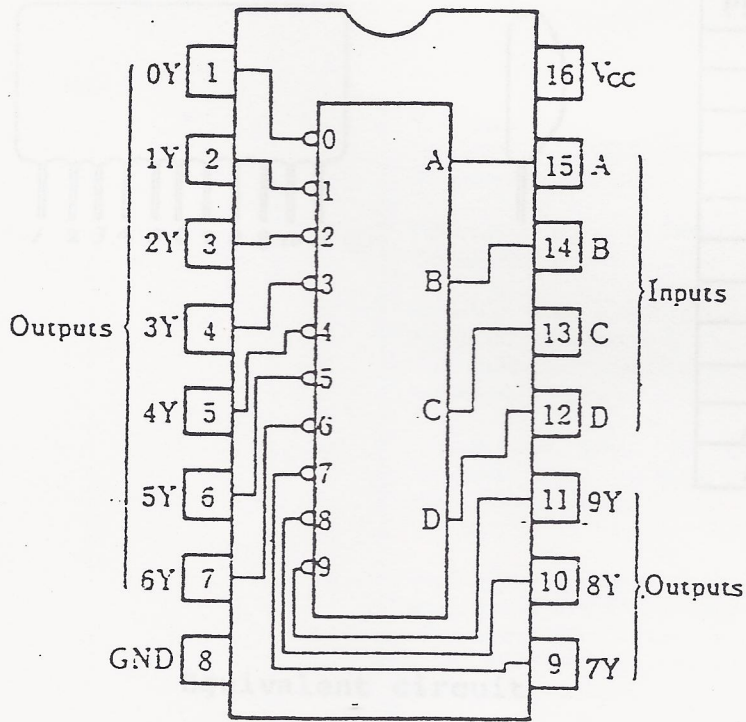 0Y 1
1Y 2
2Y 3
3Y 4
4Y 5
5Y 6
6Y 7
GND 8
Outputs
0
1
2
3
4
5
6
7
8
9
A
B
C
D
16 VCC
15 A
14 B
13 C
12 D
Inputs
11 9Y
10 8Y
9 7Y
Outputs
equivalent circuit